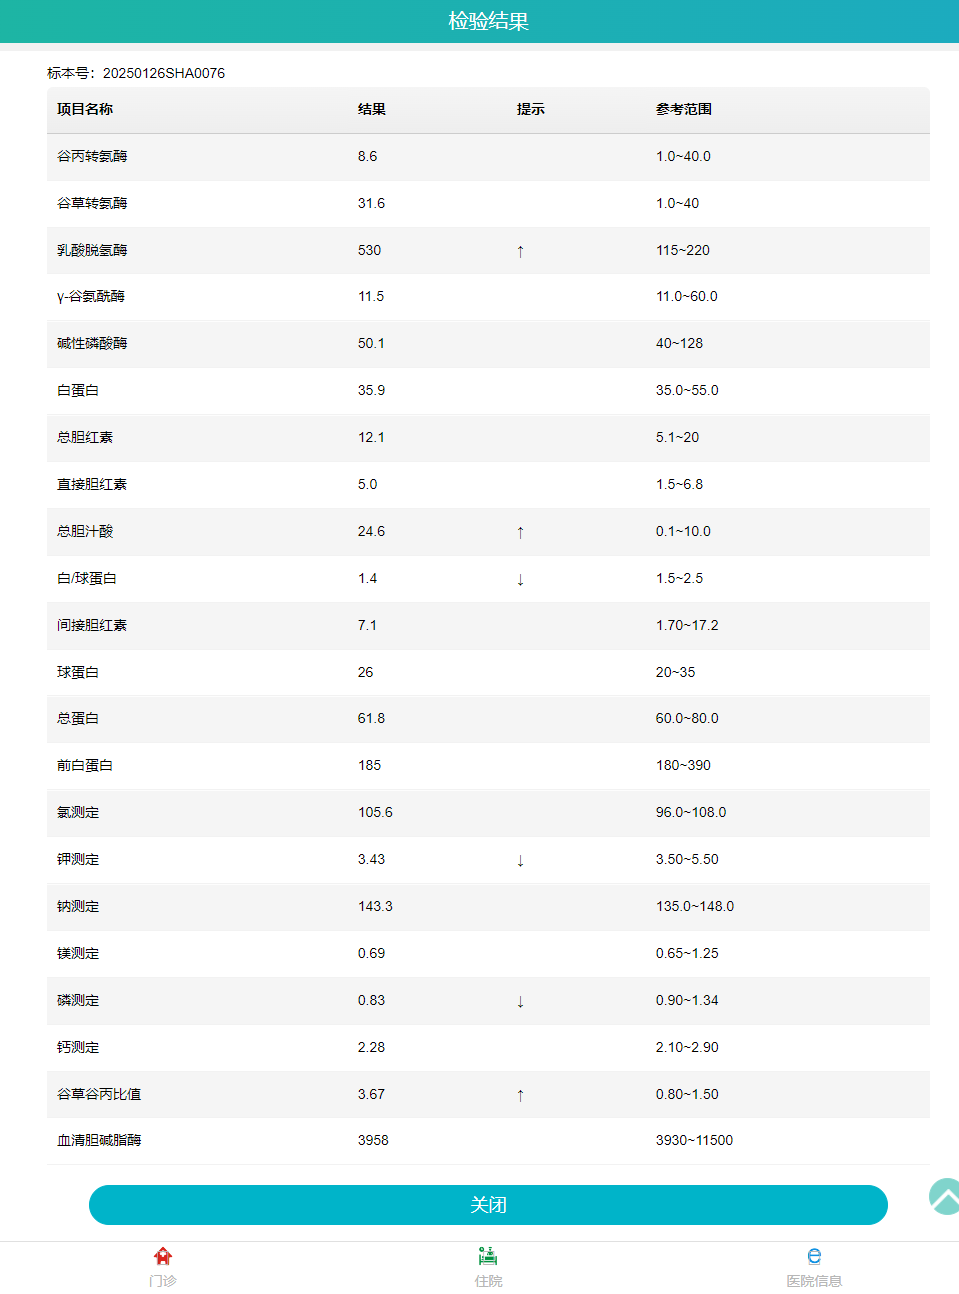 检验结果
标本号：20250126SHA0076
项目名称 结果 提示 参考范围
谷丙转氨酶 8.6 1.0~40.0
谷草转氨酶 31.6 1.0~40
乳酸脱氢酶 530 ↑ 115~220
γ-谷氨酰酶 11.5 11.0~60.0
碱性磷酸酶 50.1 40~128
白蛋白 35.9 35.0~55.0
总胆红素 12.1 5.1~20
直接胆红素 5.0 1.5~6.8
总胆汁酸 24.6 ↑ 0.1~10.0
白/球蛋白 1.4 ↓ 1.5~2.5
间接胆红素 7.1 1.70~17.2
球蛋白 26 20~35
总蛋白 61.8 60.0~80.0
前白蛋白 185 180~390
氯测定 105.6 96.0~108.0
钾测定 3.43 ↓ 3.50~5.50
钠测定 143.3 135.0~148.0
镁测定 0.69 0.65~1.25
磷测定 0.83 ↓ 0.90~1.34
钙测定 2.28 2.10~2.90
谷草谷丙比值 3.67 ↑ 0.80~1.50
血清胆碱脂酶 3958 3930~11500
关闭
门诊 住院 医院信息